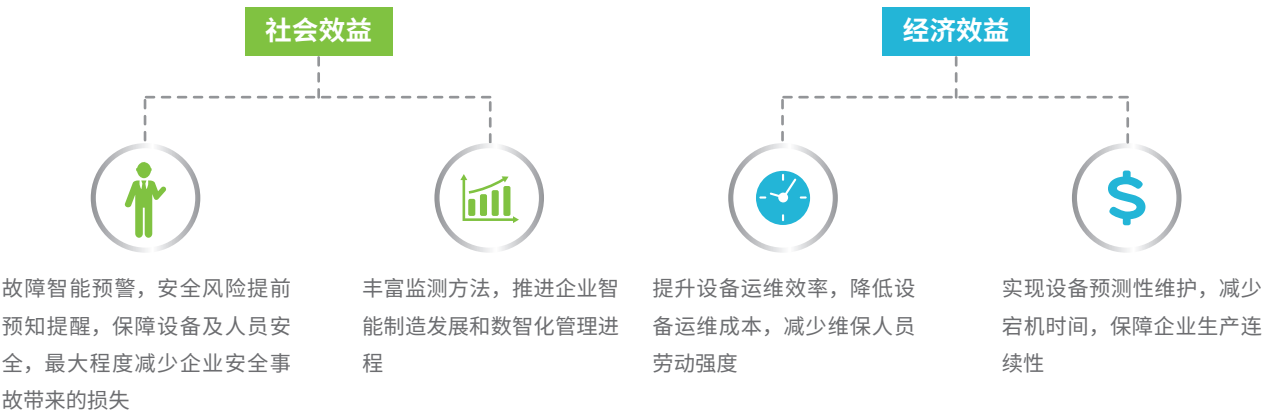 社会效益
经济效益
故障智能预警，安全风险提前
预知提醒，保障设备及人员安
全，最大程度减少企业安全事
故带来的损失
丰富监测方法，推进企业智
能制造发展和数智化管理进
程
提升设备运维效率，降低设
备运维成本，减少维保人员
劳动强度
实现设备预测性维护，减少
宕机时间，保障企业生产连
续性